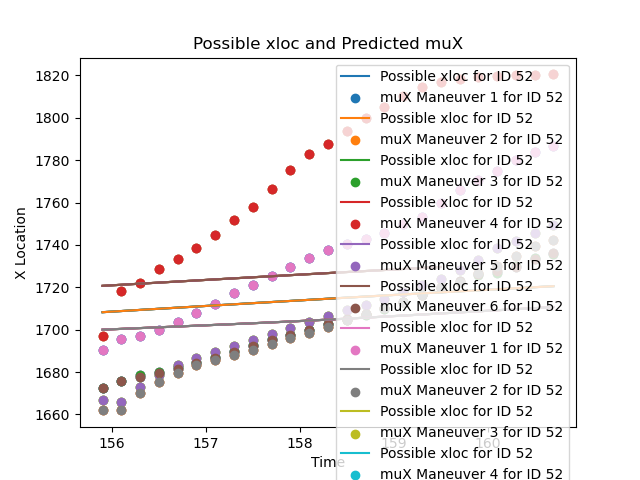 Possible xloc and Predicted muX
1820
1800
1780
1760
1740
1720
1700
1680
1660
X Location
156
157
158
159
160
Time
Possible xloc for ID 52
muX Maneuver 1 for ID 52
Possible xloc for ID 52
muX Maneuver 2 for ID 52
Possible xloc for ID 52
muX Maneuver 3 for ID 52
Possible xloc for ID 52
muX Maneuver 4 for ID 52
Possible xloc for ID 52
muX Maneuver 5 for ID 52
Possible xloc for ID 52
muX Maneuver 6 for ID 52
Possible xloc for ID 52
muX Maneuver 1 for ID 52
Possible xloc for ID 52
muX Maneuver 2 for ID 52
Possible xloc for ID 52
muX Maneuver 3 for ID 52
Possible xloc for ID 52
muX Maneuver 4 for ID 52